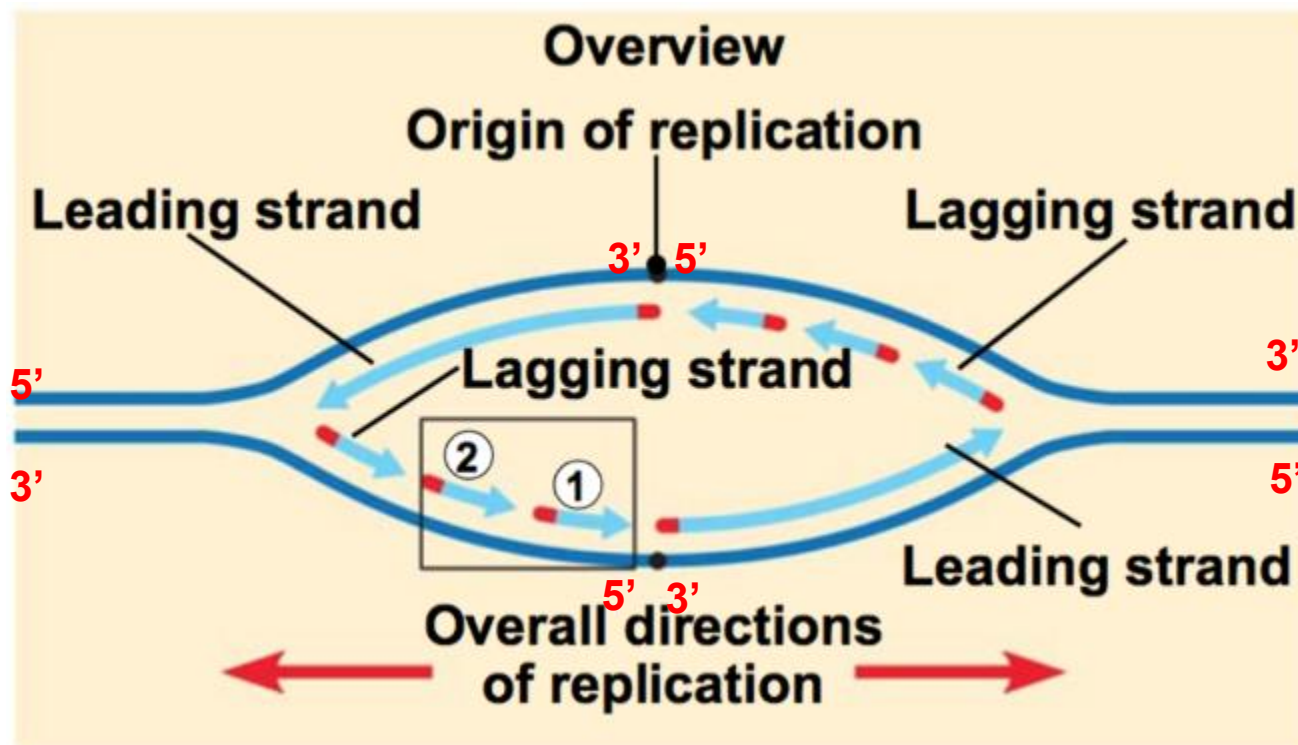 Overview
Origin of replication
Leading strand
Lagging strand
3’ 5’
3’
5’
Lagging strand
2
1
3’
5’
5’ 3’
Leading strand
Overall directions
of replication